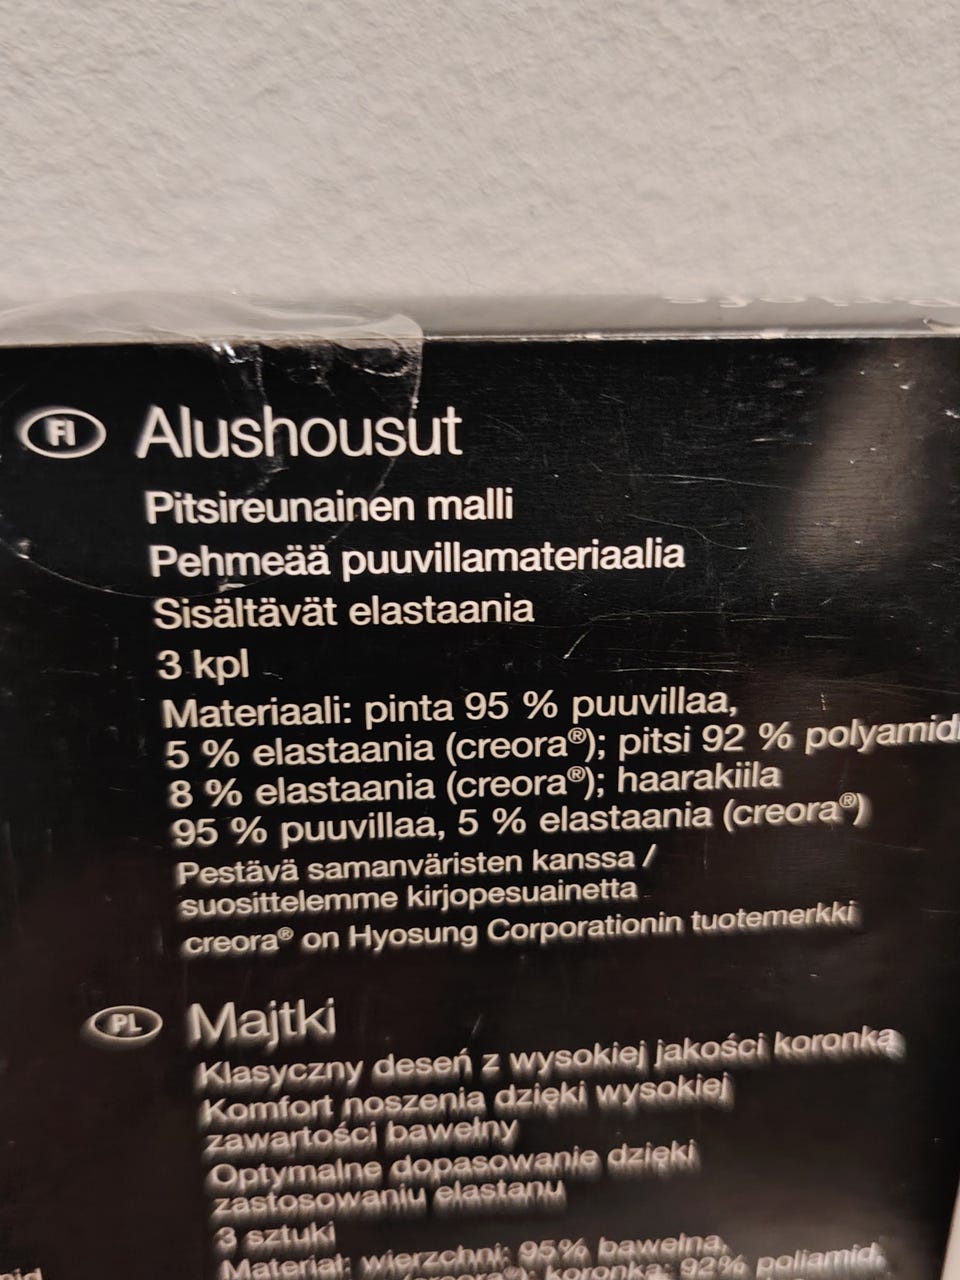 FI Alushousut
Pitsireunainen malli
Pehmeää puuvillamateriaalia
Sisältävät elastaania
3 kpl
Materiaali: pinta 95 % puuvillaa,
5 % elastaania (creora®); pitsi 92 % polyamid
8 % elastaania (creora®); haarakiila
95 % puuvillaa, 5 % elastaania (creora®)
Pestävä samanväristen kanssa /
suosittelemme kirjopesuainetta
creora® on Hyosung Corporationin tuotemerkki
PL Majtki
Klasyczny deseń z wysokiej jakości koronką
Komfort noszenia dzięki wysokiej
zawartości bawełny
Optymalne dopasowanie dzięki
zastosowaniu elastanu
3 sztuki
Materiał: wierzchni: 95% bawełna,
koronka: 92% poliamid,